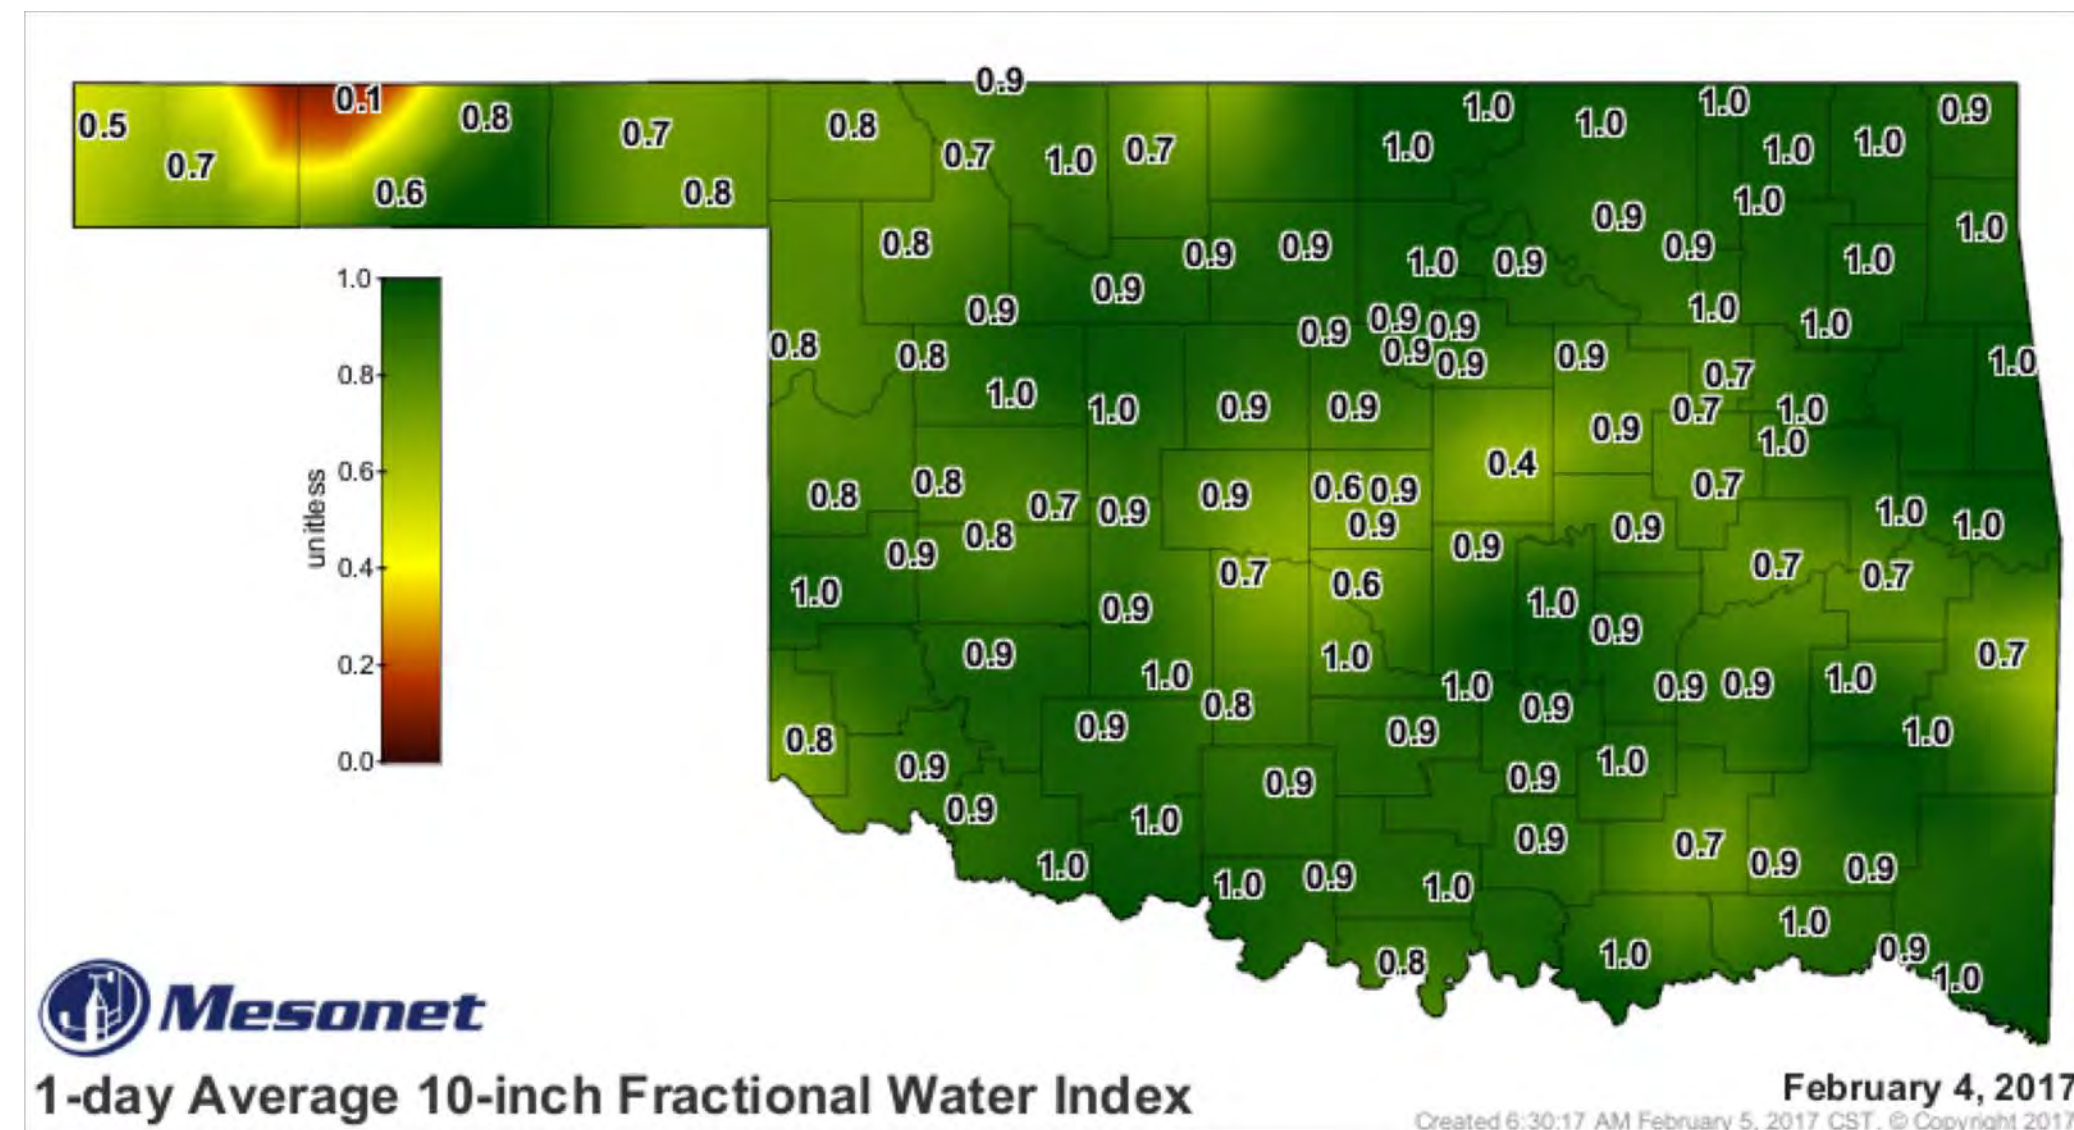 0.9
0.1 0.8 0.5 0.7 0.8 0.7 1.0 0.7 1.0 1.0 1.0 1.0 0.9
0.7 0.6 0.8 1.0 1.0 1.0
0.8 0.9 0.9 0.9 1.0 0.9 0.9 0.9 1.0 1.0 1.0
1.0
0.9 0.9 0.9 0.9 0.9 1.0 1.0
0.8 0.8 0.9 0.9 0.9 0.7 1.0
0.8
1.0 1.0 0.9 0.9 0.9 0.7 1.0 1.0
0.6
unitless
0.8 0.8 0.7 0.9 0.9 0.6 0.9 0.4 0.7 1.0 1.0
0.4
0.9 0.8 0.9 0.9 0.9
1.0 0.9 0.7 0.6 1.0 0.7 0.7
0.2
0.9 1.0 1.0 0.9 0.7
0.0
0.8 0.9 0.8 1.0 0.9 0.9 0.9 1.0 1.0
0.9 0.9 0.9 0.9 1.0
0.9 1.0 0.9 0.7
1.0 1.0 0.9 1.0 0.9 0.9
0.8 1.0 1.0 0.9 1.0
Mesonet
1-day Average 10-inch Fractional Water Index
February 4, 2017
Created 6:30:17 AM February 5, 2017 CST. © Copyright 2017